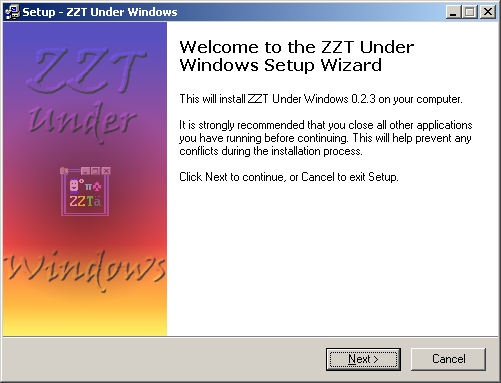 Setup - ZZT Under Windows
ZZT
Under
ZZT
Windows
Welcome to the ZZT Under
Windows Setup Wizard
This will install ZZT Under Windows 0.2.3 on your computer.
It is strongly recommended that you close all other applications
you have running before continuing. This will help prevent any
conflicts during the installation process.
Click Next to continue, or Cancel to exit Setup.
Next >
Cancel